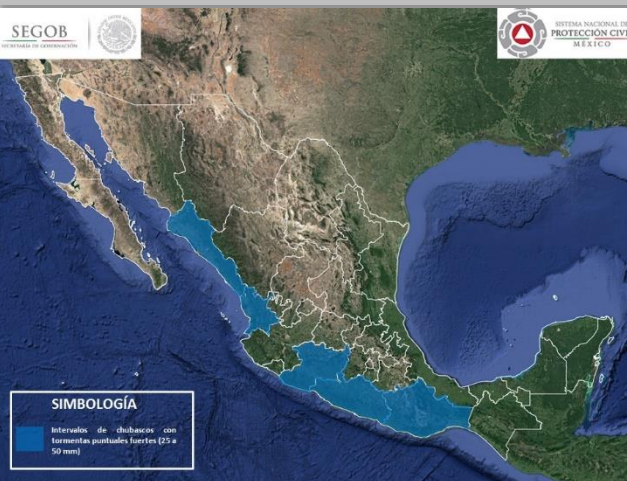 SEGOB
SECRETARÍA DE GOBERNACIÓN
SISTEMA NACIONAL DE
PROTECCIÓN CIVI
MÉXICO
SIMBOLOGÍA
Intervalos de chubascos con
tormentas puntuales fuertes (25 a
50 mm)